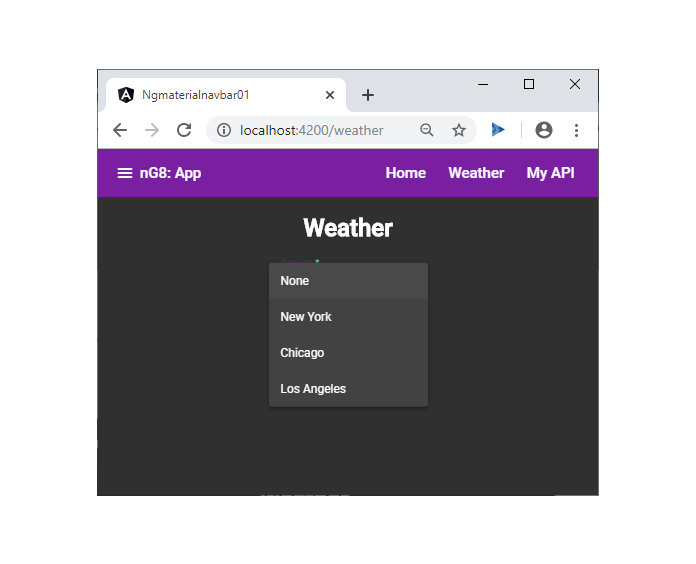 Ngmaterialnavbar01
localhost:4200/weather
nG8: App Home Weather My API
Weather
None
New York
Chicago
Los Angeles